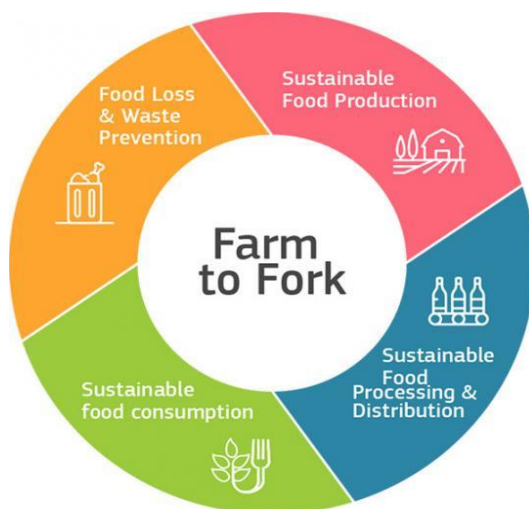 Food Loss
& Waste
Prevention
Sustainable
Food Production
Farm
to Fork
Sustainable
Food
Processing &
Distribution
Sustainable
food consumption